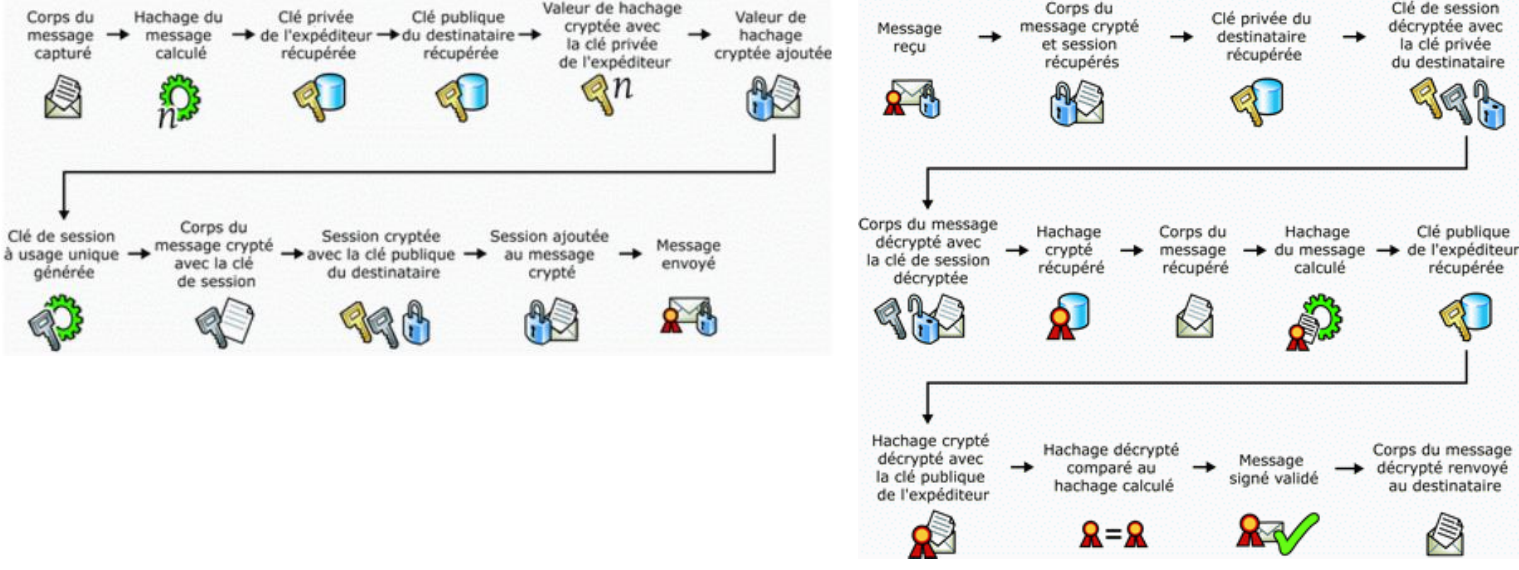 Corps du
message
capturé
Hachage du
message
calculé
Clé privée
de l'expéditeur
récupérée
Clé publique
du destinataire
récupérée
Valeur de hachage
cryptée avec
la clé privée
de l'expéditeur
Valeur de
hachage
cryptée ajoutée
n
n
Clé de session
à usage unique
générée
Corps du
message crypté
avec la clé
de session
Session cryptée
avec la clé publique
du destinataire
Session ajoutée
au message
crypté
Message
envoyé
Message
reçu
Corps du
message crypté
et session
récupérés
Clé privée du
destinataire
récupérée
Clé de session
décryptée avec
la clé privée
du destinataire
Corps du message
décrypté avec
la clé de session
décryptée
Hachage
crypté
récupéré
Corps du
message
récupéré
Hachage
du message
calculé
Clé publique
de l'expéditeur
récupérée
Hachage crypté
décrypté avec
la clé publique
de l'expéditeur
Hachage décrypté
comparé au
hachage calculé
Message
signé validé
Corps du message
décrypté renvoyé
au destinataire
=